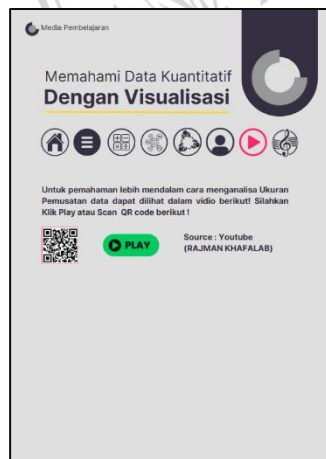 Media Pembelajaran
Memahami Data Kuantitatif
Dengan Visualisasi
Untuk pemahaman lebih mendalam cara menganalisa Ukuran
Pemusatan data dapat dilihat dalam vidio berikut! Silahkan
Klik Play atau Scan QR code berikut !
PLAY
Source : Youtube
(RAJMAN KHAFALAB)